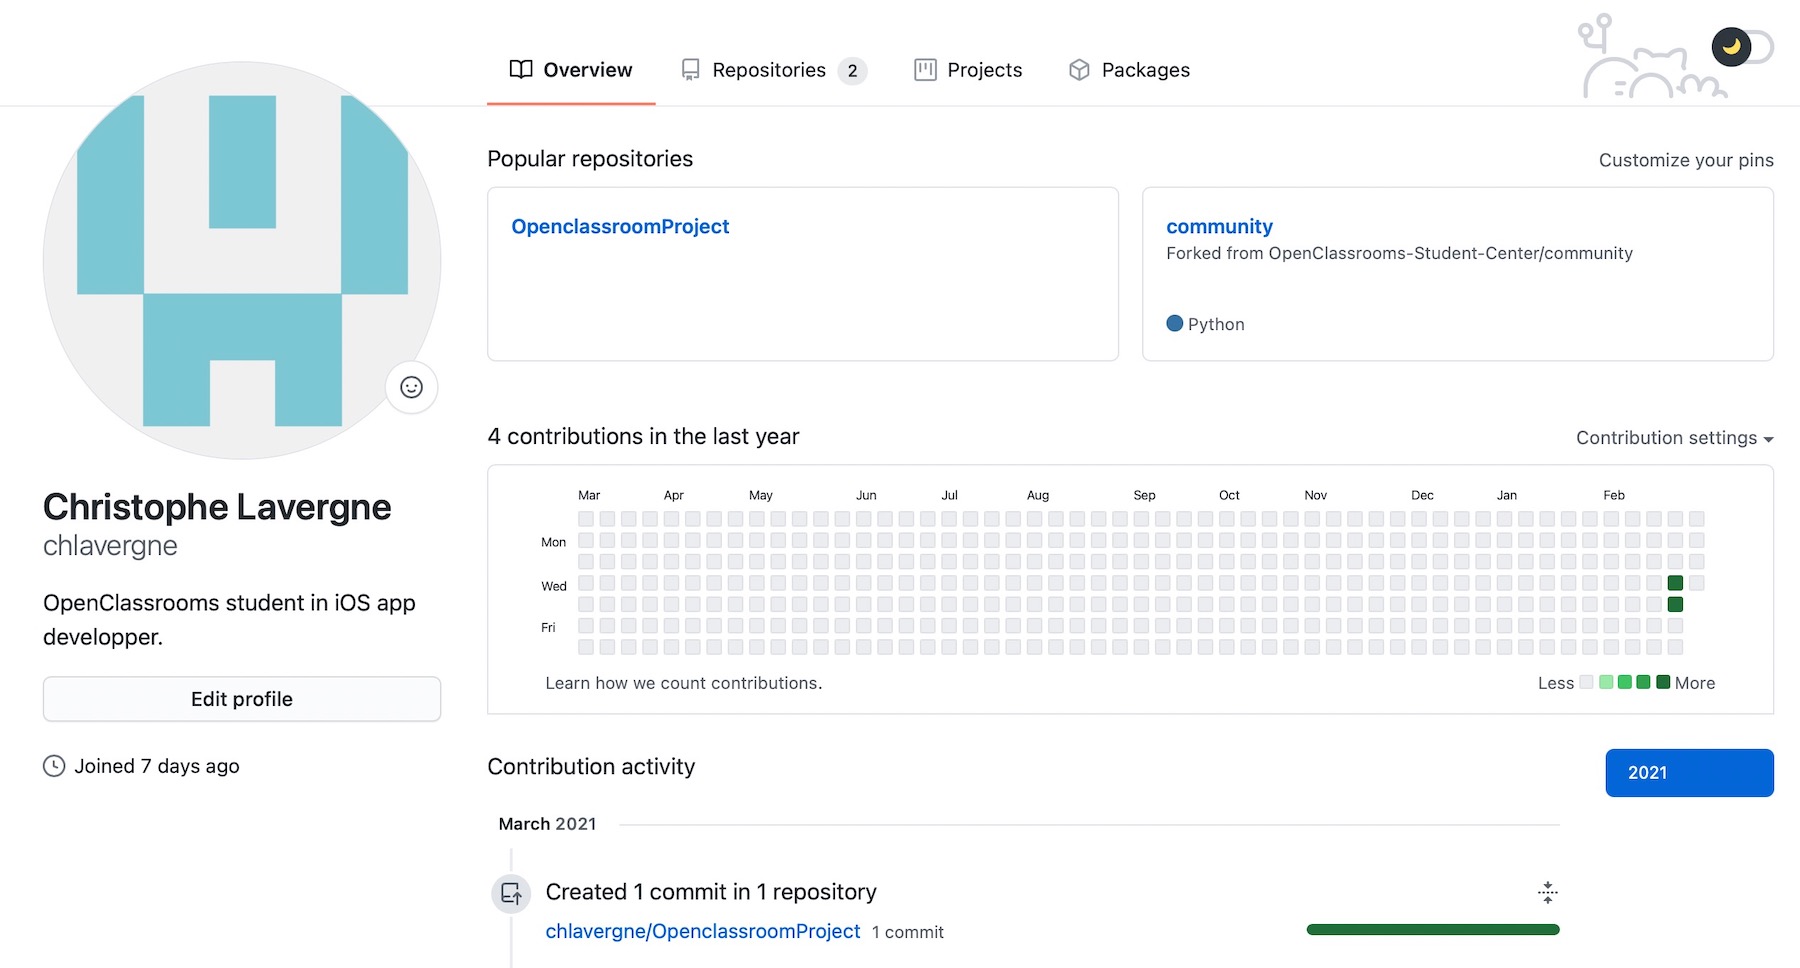 Overview
Repositories 2
Projects
Packages
Popular repositories
Customize your pins
OpenclassroomProject
community
Forked from OpenClassrooms-Student-Center/community
Python
4 contributions in the last year
Contribution settings
Mar Apr May Jun Jul Aug Sep Oct Nov Dec Jan Feb
Mon
Wed
Fri
Learn how we count contributions.
Less More
Christophe Lavergne
chlavergne
OpenClassrooms student in iOS app
developper.
Edit profile
Joined 7 days ago
Contribution activity
2021
March 2021
Created 1 commit in 1 repository
chlavergne/OpenclassroomProject 1 commit